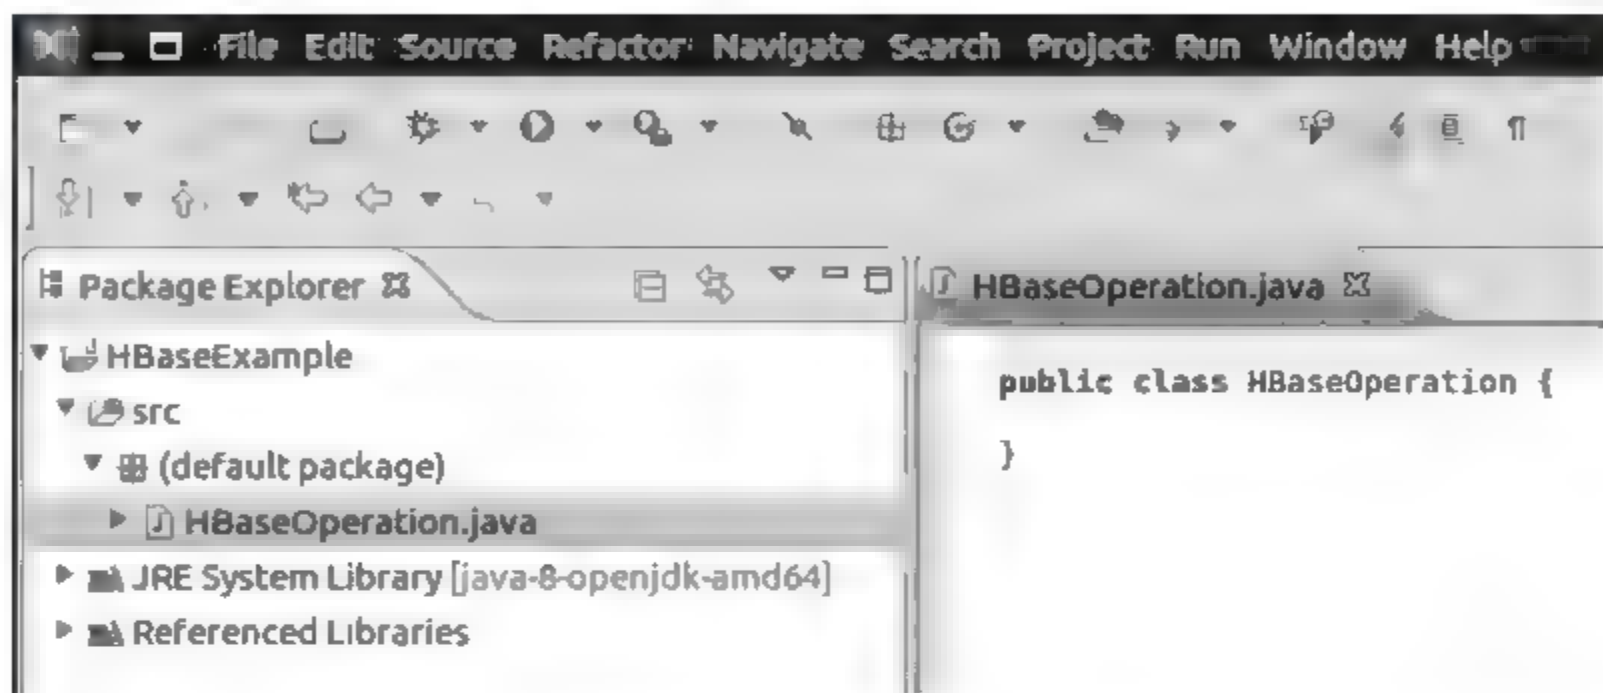 File Edit Source Refactor Navigate Search Project Run Window Help
Package Explorer
HBaseExample
src
(default package)
HBaseOperation.java
JRE System Library [java-8-openjdk-amd64]
Referenced Libraries
HBaseOperation.java
public class HBaseOperation {
}